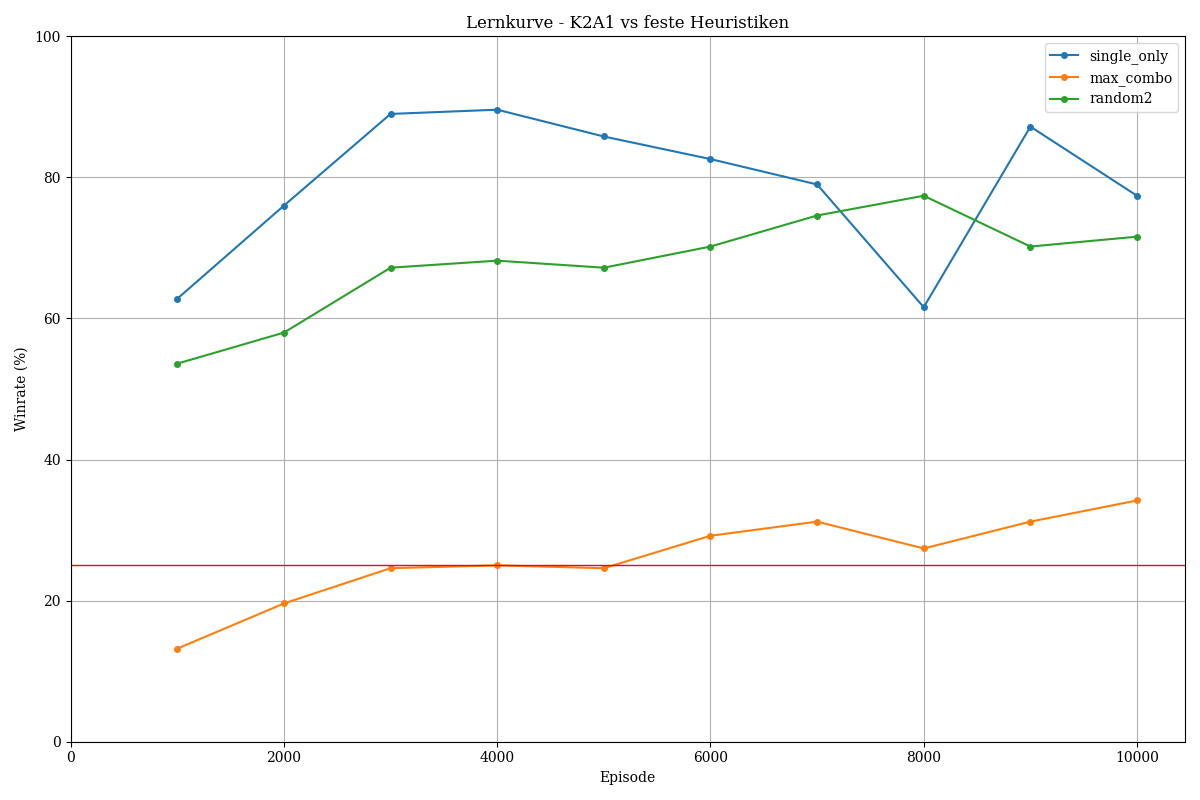 Lernkurve - K2A1 vs feste Heuristiken
100
80
60
40
20
0
Winrate (%)
single_only
max_combo
random2
0
2000
4000
6000
8000
10000
Episode